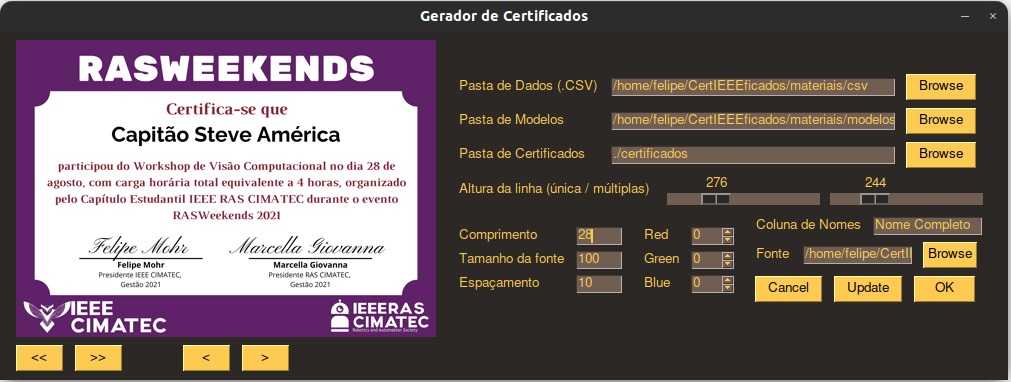 Gerador de Certificados
RASWEEKENDS
Certifica-se que
Capitão Steve América
participou do Workshop de Visão Computacional no dia 28 de
agosto, com carga horária total equivalente a 4 horas, organizado
pelo Capítulo Estudantil IEEE RAS CIMATEC durante o evento
RASWeekends 2021
Felipe Mohr
Marcella Giovanna
Felipe Mohr
Marcella Giovanna
Presidente IEEE CIMATEC,
Presidente RAS CIMATEC,
Gestão 2021
Gestão 2021
IEEE
CIMATEC
IEEERAS
CIMATEC
Robotics and Automation Society
<<
>>
<
>
Pasta de Dados (.CSV)
/home/felipe/CertIEEEficados/materiais/csv
Browse
Pasta de Modelos
/home/felipe/CertIEEEficados/materiais/modelos
Browse
Pasta de Certificados
./certificados
Browse
Altura da linha (única / múltiplas)
276
244
Comprimento
28
Red
0
Coluna de Nomes
Nome Completo
Tamanho da fonte
100
Green
0
Fonte
/home/felipe/CertI
Browse
Espaçamento
10
Blue
0
Cancel
Update
OK